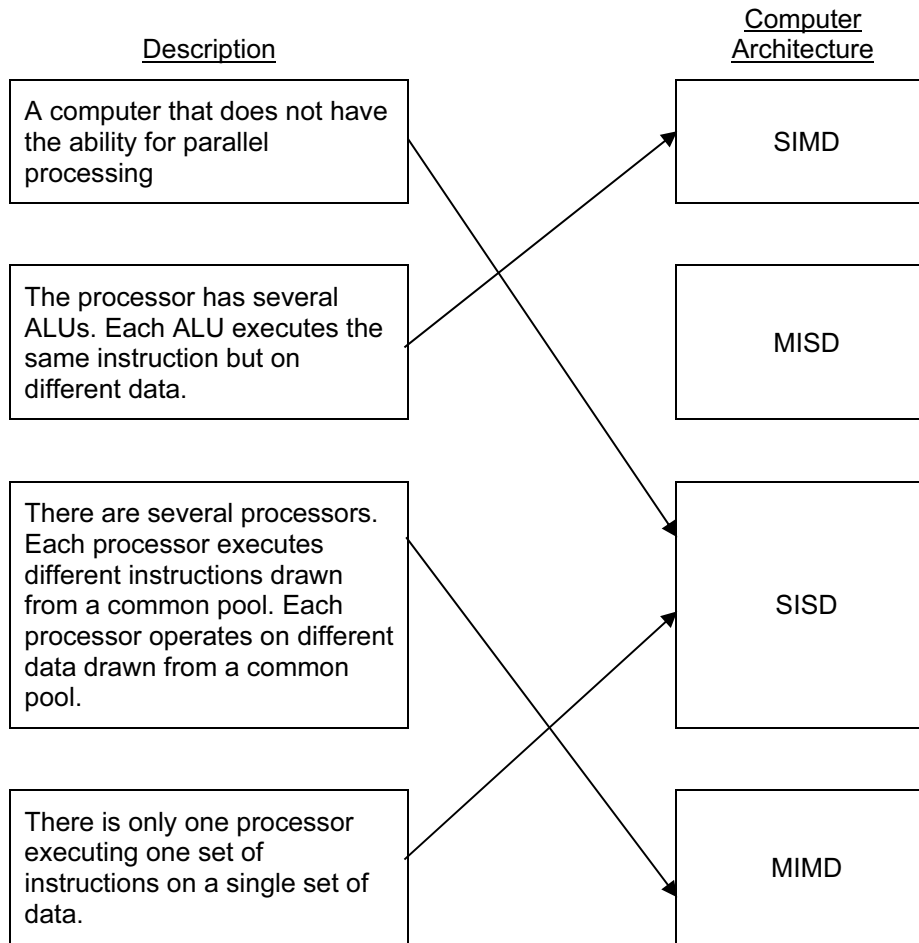 Description
Computer
Architecture
A computer that does not have
the ability for parallel
processing
SIMD
The processor has several
ALUs. Each ALU executes the
same instruction but on
different data.
MISD
There are several processors.
Each processor executes
different instructions drawn
from a common pool. Each
processor operates on different
data drawn from a common
pool.
SISD
There is only one processor
executing one set of
instructions on a single set of
data.
MIMD